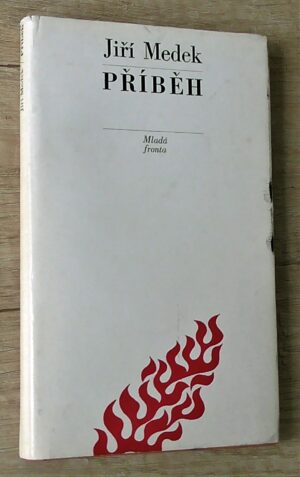 Jiří Medek
PŘÍBĚH
Mladá
fronta